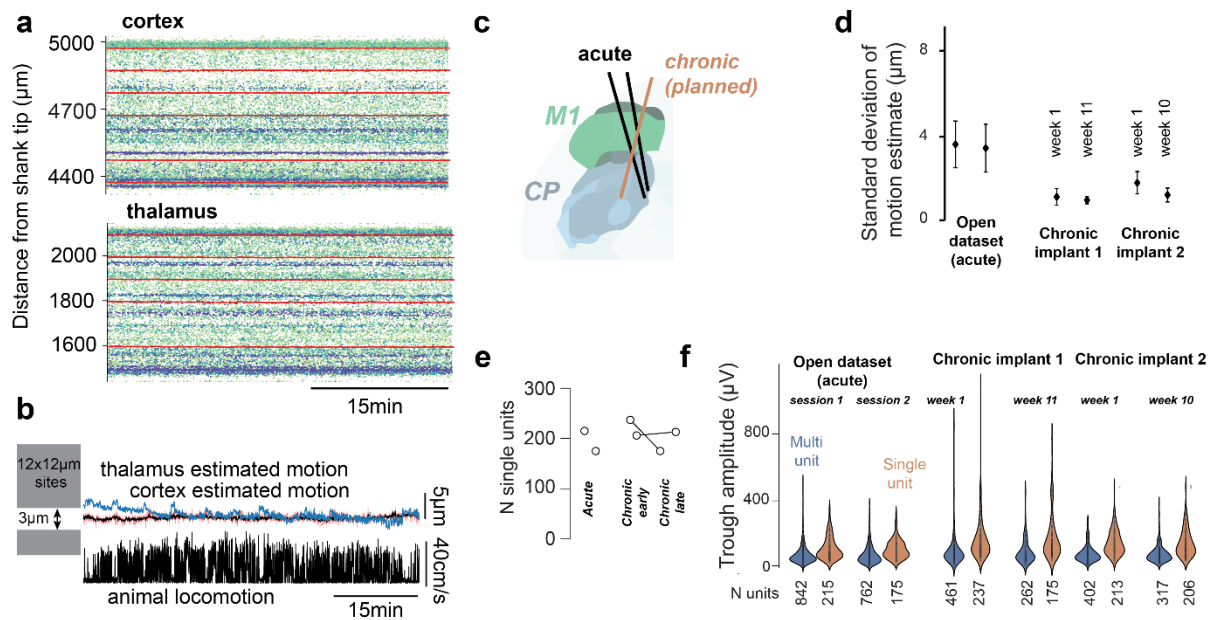 a
cortex
5000
4700
4400
thalamus
2000
1800
1600
Distance from shank tip (µm)
15min
b
12x12µm
sites
3µm
thalamus estimated motion
cortex estimated motion
5µm
40cm/s
animal locomotion
15min
c
acute
chronic
(planned)
M1
CP
d
Standard deviation of
motion estimate (µm)
8
4
0
week 1
week 11
week 1
week 10
Open
dataset
(acute)
Chronic
implant 1
Chronic
implant 2
e
N single units
300
200
100
0
Acute
Chronic
early
Chronic
late
f
Trough amplitude (µV)
800
400
0
Open dataset
(acute)
Chronic implant 1
Chronic implant 2
session 1
session 2
week 1
week 11
week 1
week 10
Multi
unit
Single
unit
N units
842
215
762
175
461
237
262
175
402
213
317
206